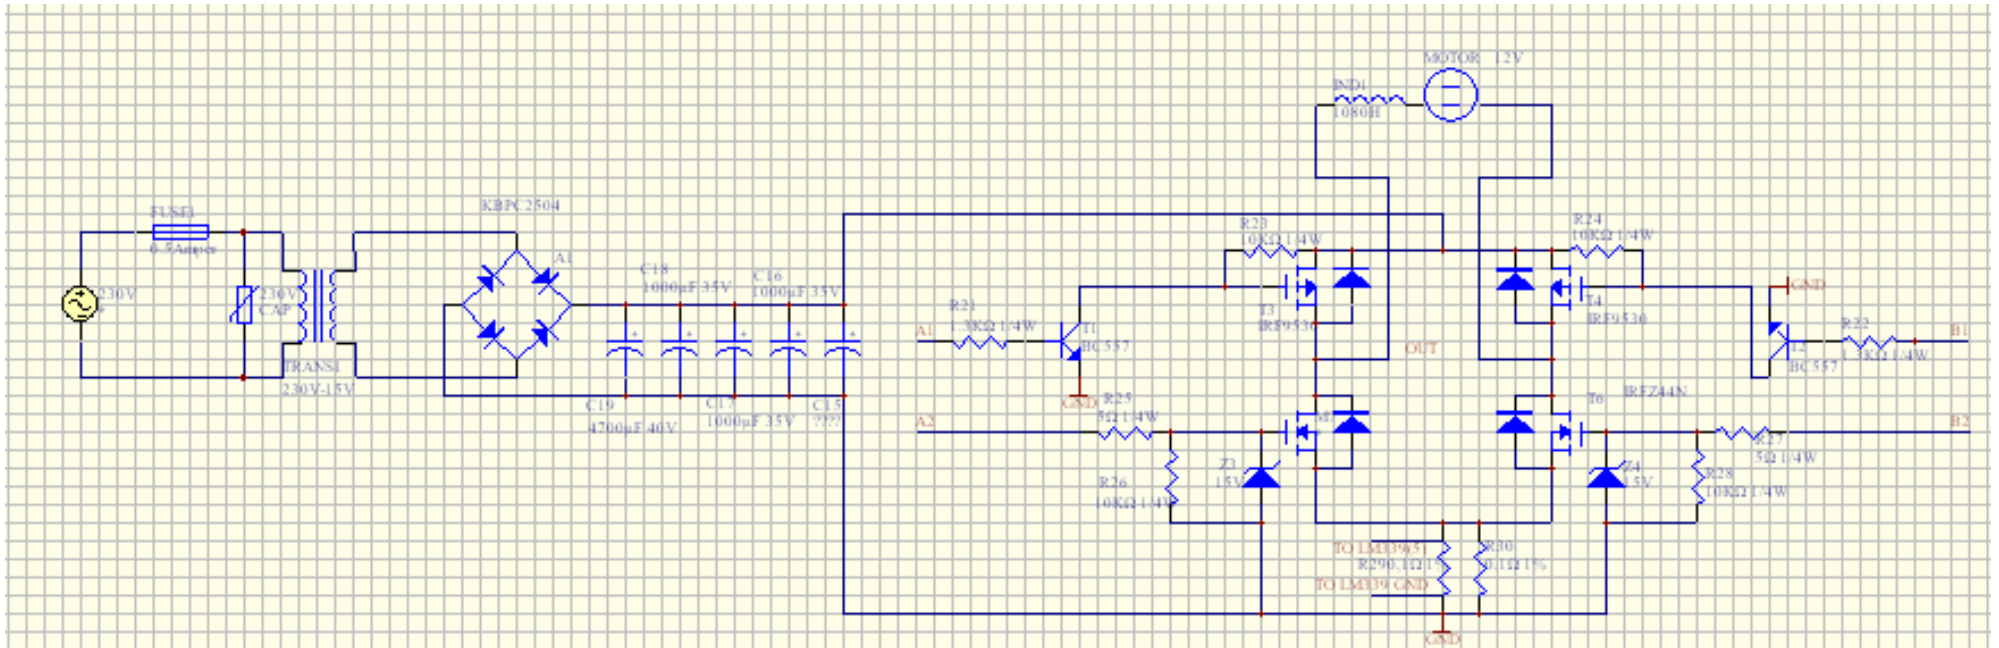 MOTOR 12V
IND1
1080H
KBPC2504
FUSE1
0.5Amper
R23
10KΩ 1/4W
R24
10KΩ 1/4W
A1
C18
1000µF 35V
C16
1000µF 35V
230V
230V
CAP
GND
T3
IRF9530
T4
IRF9530
R21
1.3KΩ 1/4W
A1
T1
BC557
R22
1.3KΩ 1/4W
B1
T2
BC557
OUT
TRANS1
230V-15V
GND
C19
4700µF 40V
C17
1000µF 35V
C15
????
A2
R25
5Ω 1/4W
T6
IRFZ44N
B2
R27
5Ω 1/4W
Z3
15V
Z4
15V
R26
10KΩ 1/4W
R28
10KΩ 1/4W
TO LM339(5)
R29 0.1Ω 1%
R30
0.1Ω 1%
TO LM339 GND
GND